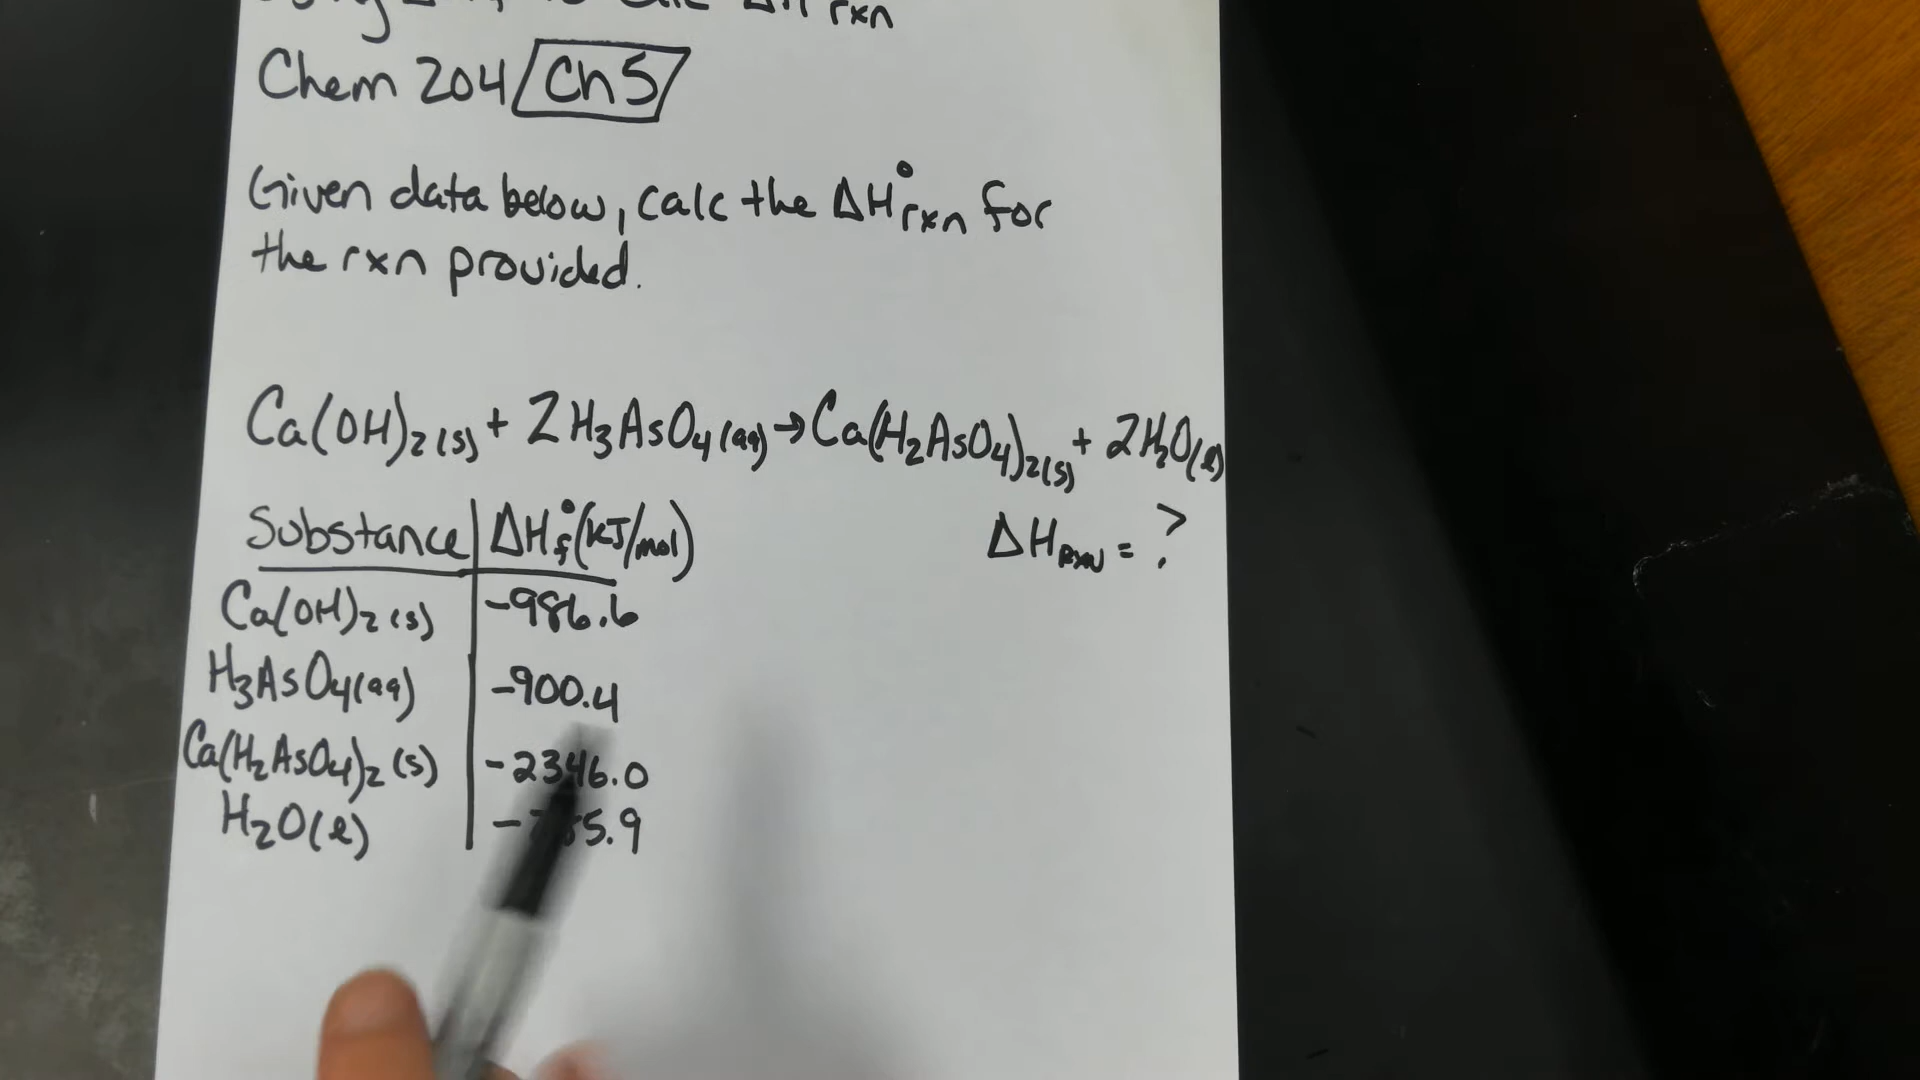 rxn
Chem 204/Ch5
Given data below, calc the ΔH°rxn for
the rxn provided.
Ca(OH)₂(s) + 2H₃AsO₄(aq) → Ca(H₂AsO₄)₂(s) + 2H₂O(l)
Substance ΔH°f (kJ/mol)
ΔHRXN = ?
Ca(OH)₂(s) -986.6
H₃AsO₄(aq) -900.4
Ca(H₂AsO₄)₂(s) -2346.0
H₂O(l)